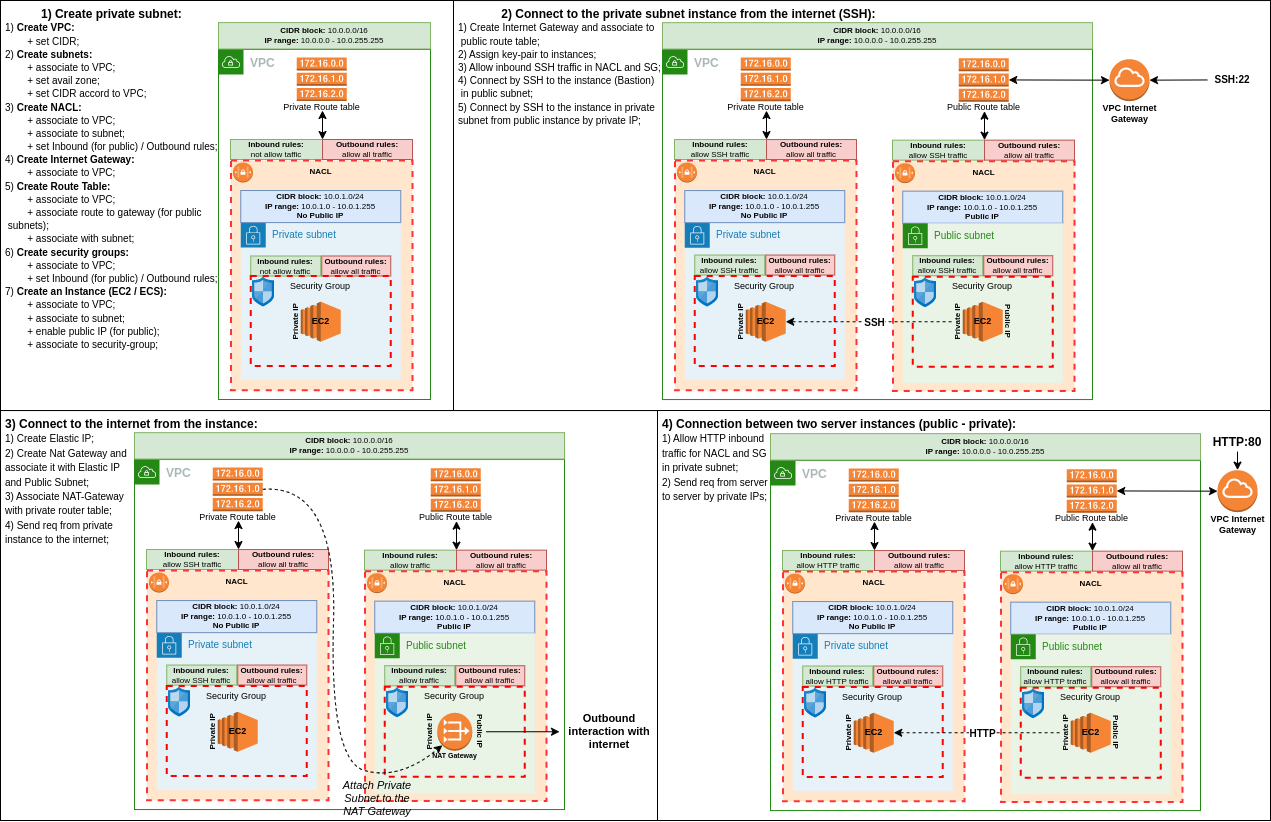 1) Create private subnet:
1) Create VPC:
+ set CIDR;
2) Create subnets:
+ associate to VPC;
+ set avail zone;
+ set CIDR accord to VPC;
3) Create NACL:
+ associate to VPC;
+ associate to subnet;
+ set Inbound (for public) / Outbound rules;
4) Create Internet Gateway:
+ associate to VPC;
5) Create Route Table:
+ associate to VPC;
+ associate route to gateway (for public
subnets);
+ associate with subnet;
6) Create security groups:
+ associate to VPC;
+ set Inbound (for public) / Outbound rules;
7) Create an Instance (EC2 / ECS):
+ associate to VPC;
+ associate to subnet;
+ enable public IP (for public);
+ associate to security-group;
CIDR block: 10.0.0.0/16
IP range: 10.0.0.0 - 10.0.255.255
VPC
172.16.0.0
172.16.1.0
172.16.2.0
Private Route table
Inbound rules:
not allow taffic
Outbound rules:
allow all traffic
NACL
CIDR block: 10.0.1.0/24
IP range: 10.0.1.0 - 10.0.1.255
No Public IP
Private subnet
Inbound rules:
not allow taffic
Outbound rules:
allow all traffic
Security Group
Private IP
EC2
2) Connect to the private subnet instance from the internet (SSH):
1) Create Internet Gateway and associate to
public route table;
2) Assign key-pair to instances;
3) Allow inbound SSH traffic in NACL and SG;
4) Connect by SSH to the instance (Bastion)
in public subnet;
5) Connect by SSH to the instance in private
subnet from public instance by private IP;
CIDR block: 10.0.0.0/16
IP range: 10.0.0.0 - 10.0.255.255
VPC
172.16.0.0
172.16.1.0
172.16.2.0
Private Route table
172.16.0.0
172.16.1.0
172.16.2.0
Public Route table
VPC Internet
Gateway
SSH:22
Inbound rules:
allow SSH traffic
Outbound rules:
allow all traffic
NACL
CIDR block: 10.0.1.0/24
IP range: 10.0.1.0 - 10.0.1.255
No Public IP
Private subnet
Inbound rules:
allow SSH traffic
Outbound rules:
allow all traffic
Security Group
Private IP
EC2
SSH
Inbound rules:
allow SSH traffic
Outbound rules:
allow all traffic
NACL
CIDR block: 10.0.1.0/24
IP range: 10.0.1.0 - 10.0.1.255
Public IP
Public subnet
Inbound rules:
allow SSH traffic
Outbound rules:
allow all traffic
Security Group
Private IP
EC2
Public IP
3) Connect to the internet from the instance:
1) Create Elastic IP;
2) Create Nat Gateway and
associate it with Elastic IP
and Public Subnet;
3) Associate NAT-Gateway
with private router table;
4) Send req from private
instance to the internet;
CIDR block: 10.0.0.0/16
IP range: 10.0.0.0 - 10.0.255.255
VPC
172.16.0.0
172.16.1.0
172.16.2.0
Private Route table
172.16.0.0
172.16.1.0
172.16.2.0
Public Route table
Inbound rules:
allow SSH traffic
Outbound rules:
allow all traffic
NACL
CIDR block: 10.0.1.0/24
IP range: 10.0.1.0 - 10.0.1.255
No Public IP
Private subnet
Inbound rules:
allow SSH traffic
Outbound rules:
allow all traffic
Security Group
Private IP
EC2
Inbound rules:
allow traffic
Outbound rules:
allow all traffic
NACL
CIDR block: 10.0.1.0/24
IP range: 10.0.1.0 - 10.0.1.255
Public IP
Public subnet
Inbound rules:
allow traffic
Outbound rules:
allow all traffic
Security Group
Private IP
Public IP
NAT Gateway
Outbound
interaction with
internet
Attach Private
Subnet to the
NAT Gateway
4) Connection between two server instances (public - private):
1) Allow HTTP inbound
traffic for NACL and SG
in private subnet;
2) Send req from server
to server by private IPs;
CIDR block: 10.0.0.0/16
IP range: 10.0.0.0 - 10.0.255.255
VPC
172.16.0.0
172.16.1.0
172.16.2.0
Private Route table
172.16.0.0
172.16.1.0
172.16.2.0
Public Route table
HTTP:80
VPC Internet
Gateway
Inbound rules:
allow HTTP traffic
Outbound rules:
allow all traffic
NACL
CIDR block: 10.0.1.0/24
IP range: 10.0.1.0 - 10.0.1.255
No Public IP
Private subnet
Inbound rules:
allow HTTP traffic
Outbound rules:
allow all traffic
Security Group
Private IP
EC2
HTTP
Inbound rules:
allow HTTP traffic
Outbound rules:
allow all traffic
NACL
CIDR block: 10.0.1.0/24
IP range: 10.0.1.0 - 10.0.1.255
Public IP
Public subnet
Inbound rules:
allow HTTP traffic
Outbound rules:
allow all traffic
Security Group
Private IP
EC2
Public IP